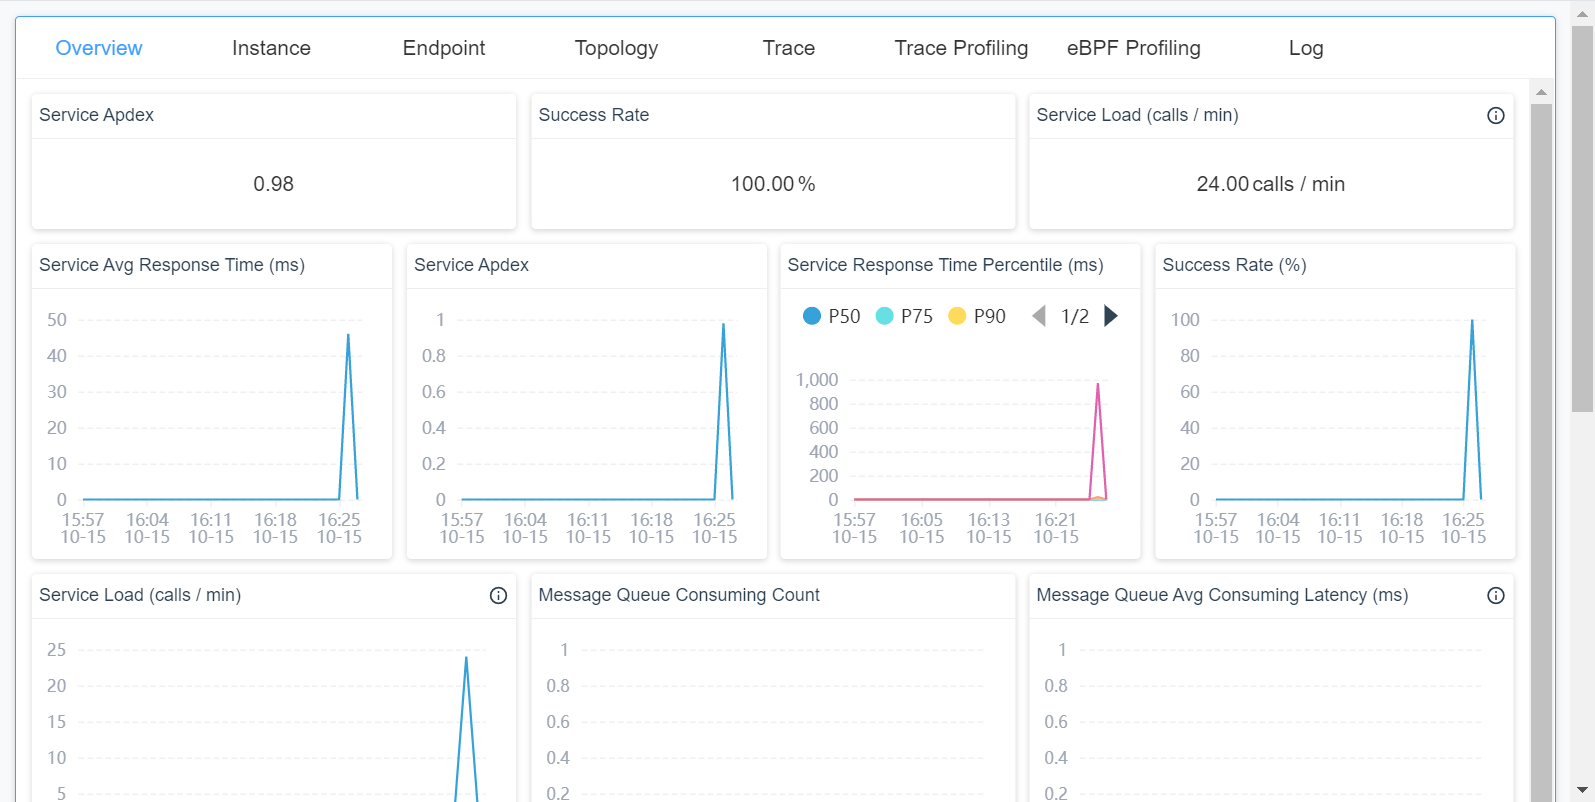 Overview Instance Endpoint Topology Trace Trace Profiling eBPF Profiling Log
Service Apdex
0.98
Success Rate
100.00 %
Service Load (calls / min)
24.00 calls / min
Service Avg Response Time (ms)
50
40
30
20
10
0
15:57 16:04 16:11 16:18 16:25
10-15 10-15 10-15 10-15 10-15
Service Apdex
1
0.8
0.6
0.4
0.2
0
15:57 16:04 16:11 16:18 16:25
10-15 10-15 10-15 10-15 10-15
Service Response Time Percentile (ms)
P50 P75 P90 1/2
1,000
800
600
400
200
0
15:57 16:05 16:13 16:21
10-15 10-15 10-15 10-15
Success Rate (%)
100
80
60
40
20
0
15:57 16:04 16:11 16:18 16:25
10-15 10-15 10-15 10-15 10-15
Service Load (calls / min)
25
20
15
10
5
Message Queue Consuming Count
1
0.8
0.6
0.4
0.2
Message Queue Avg Consuming Latency (ms)
1
0.8
0.6
0.4
0.2